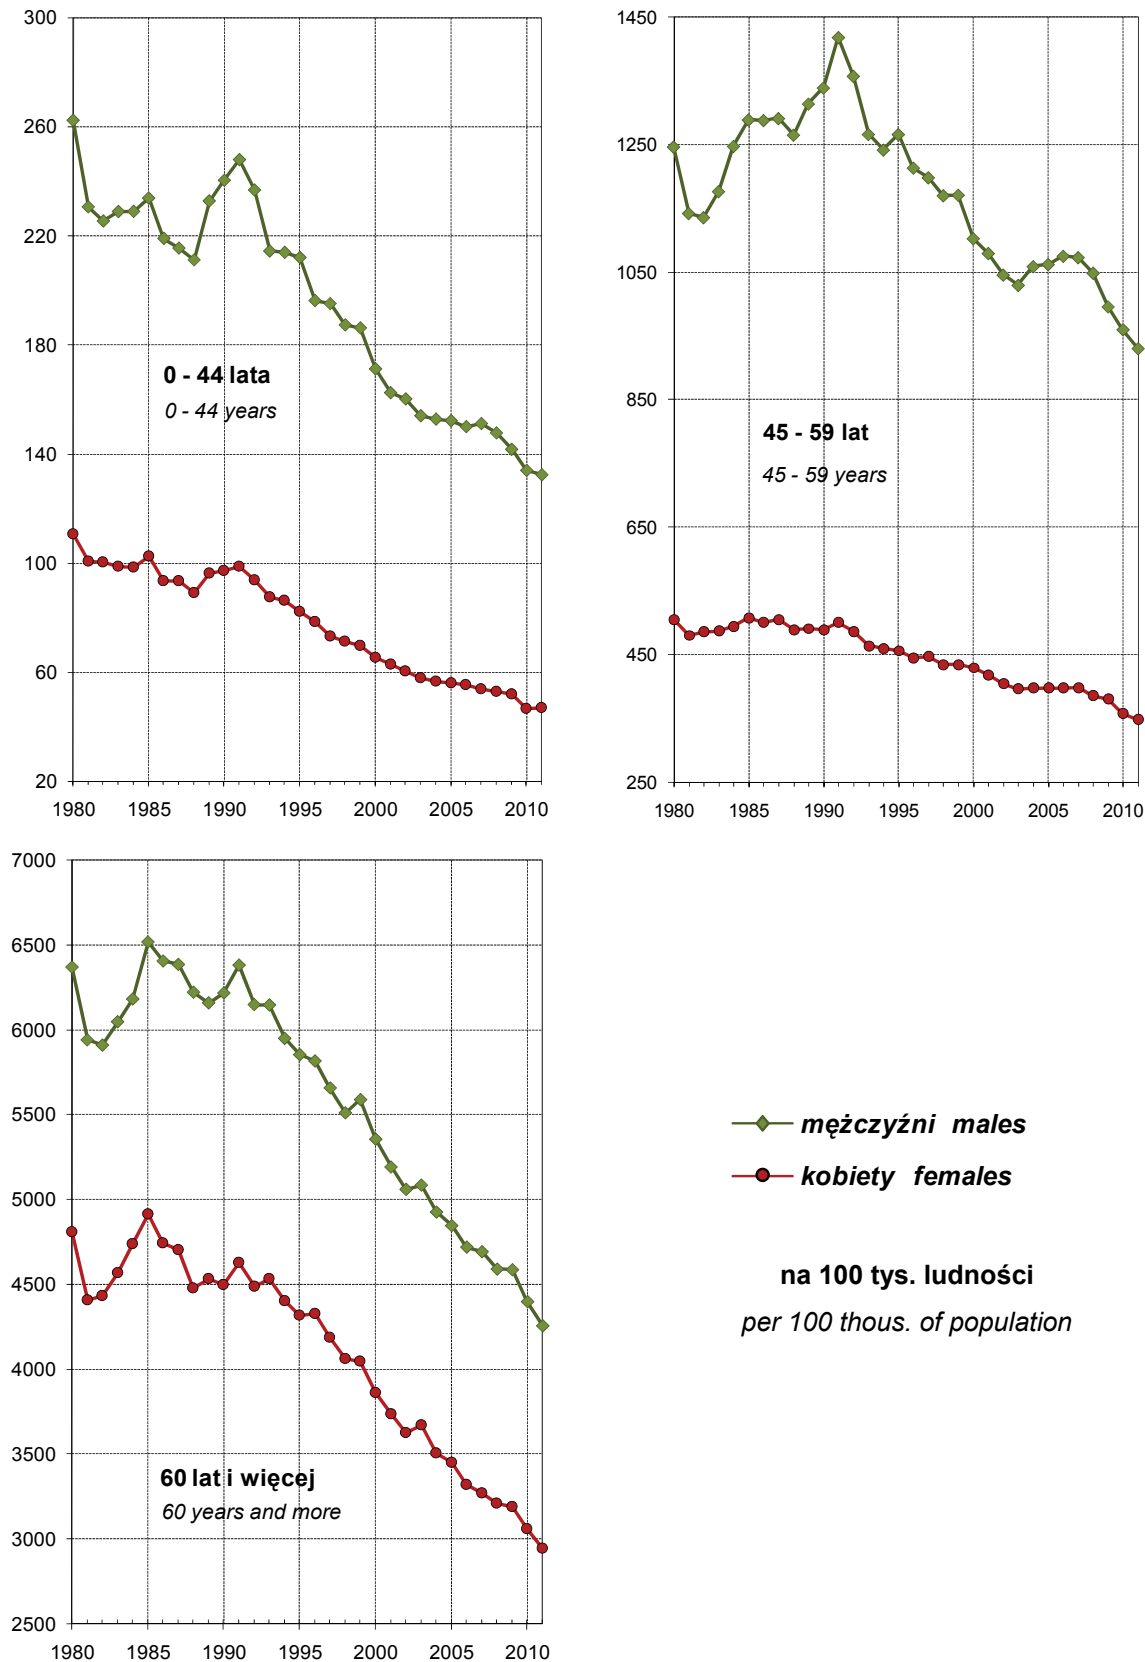 300
260
220
180
140
100
60
20
1980 1985 1990 1995 2000 2005 2010
0 - 44 lata
0 - 44 years
1450
1250
1050
850
650
450
250
1980 1985 1990 1995 2000 2005 2010
45 - 59 lat
45 - 59 years
7000
6500
6000
5500
5000
4500
4000
3500
3000
2500
1980 1985 1990 1995 2000 2005 2010
60 lat i więcej
60 years and more
mężczyźni males
kobiety females
na 100 tys. ludności
per 100 thous. of population